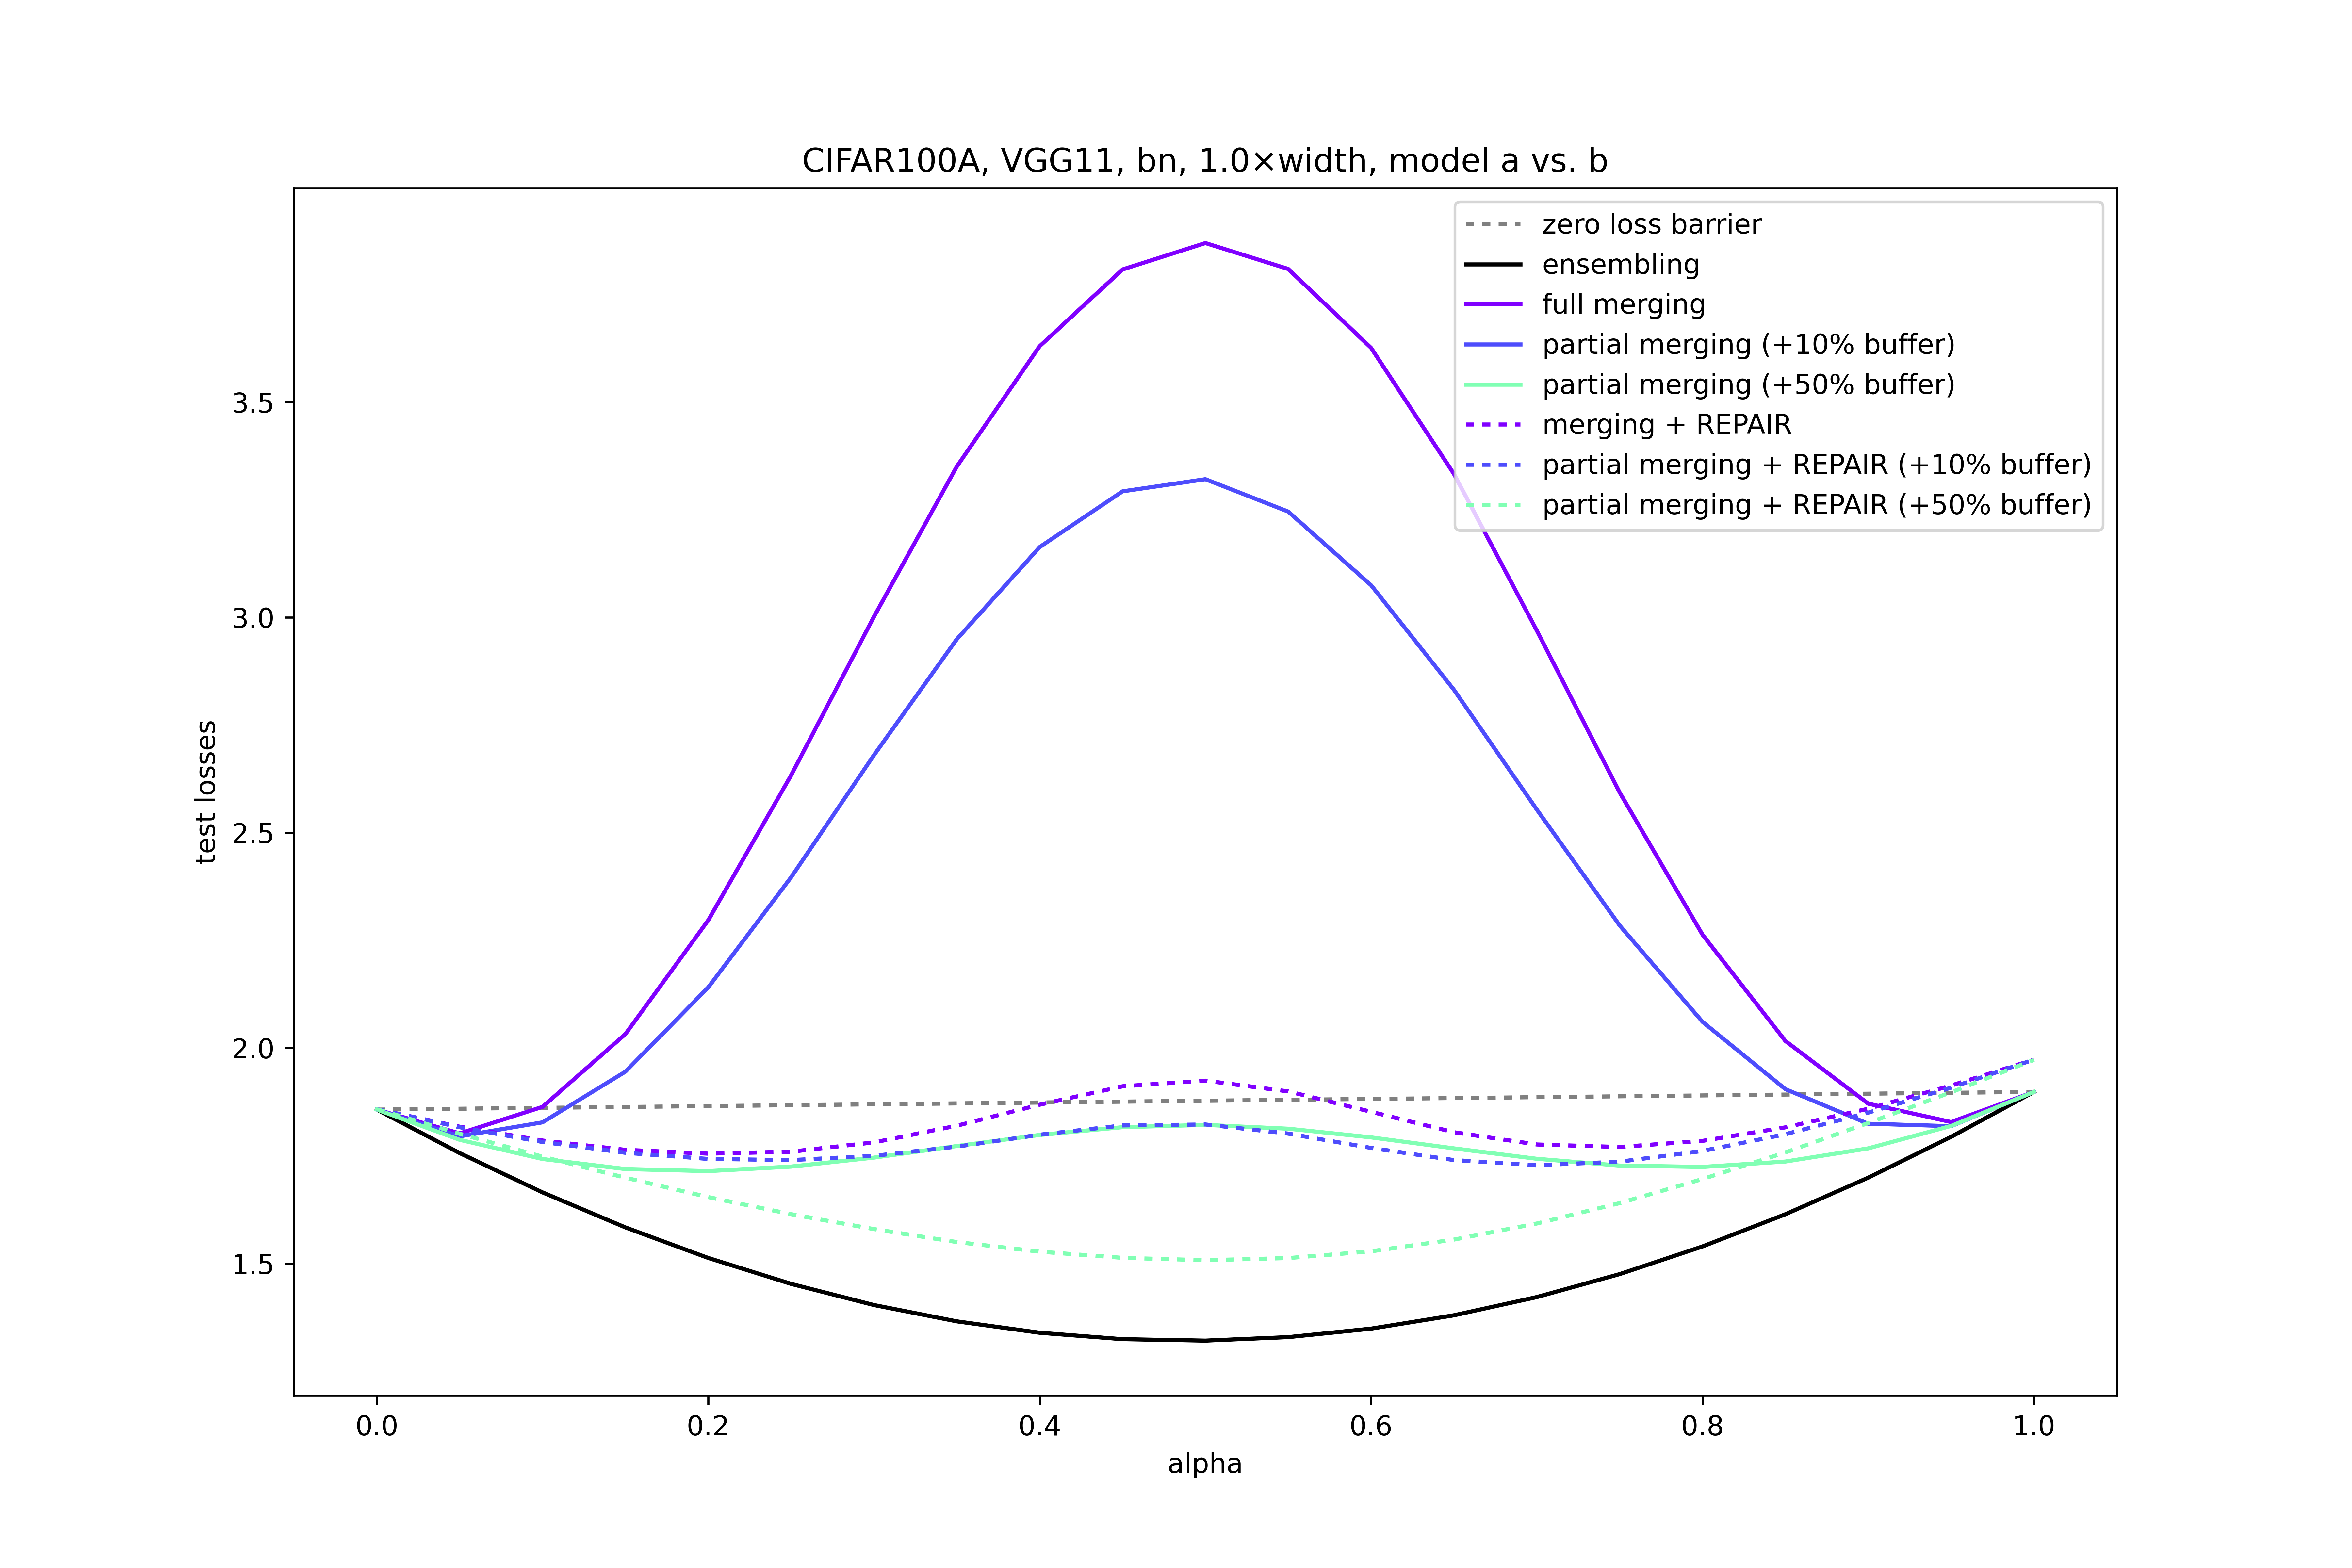 CIFAR100A, VGG11, bn, 1.0×width, model a vs. b
zero loss barrier
ensembling
full merging
partial merging (+10% buffer)
partial merging (+50% buffer)
merging + REPAIR
partial merging + REPAIR (+10% buffer)
partial merging + REPAIR (+50% buffer)
test losses
3.5
3.0
2.5
2.0
1.5
0.0 0.2 0.4 0.6 0.8 1.0
alpha